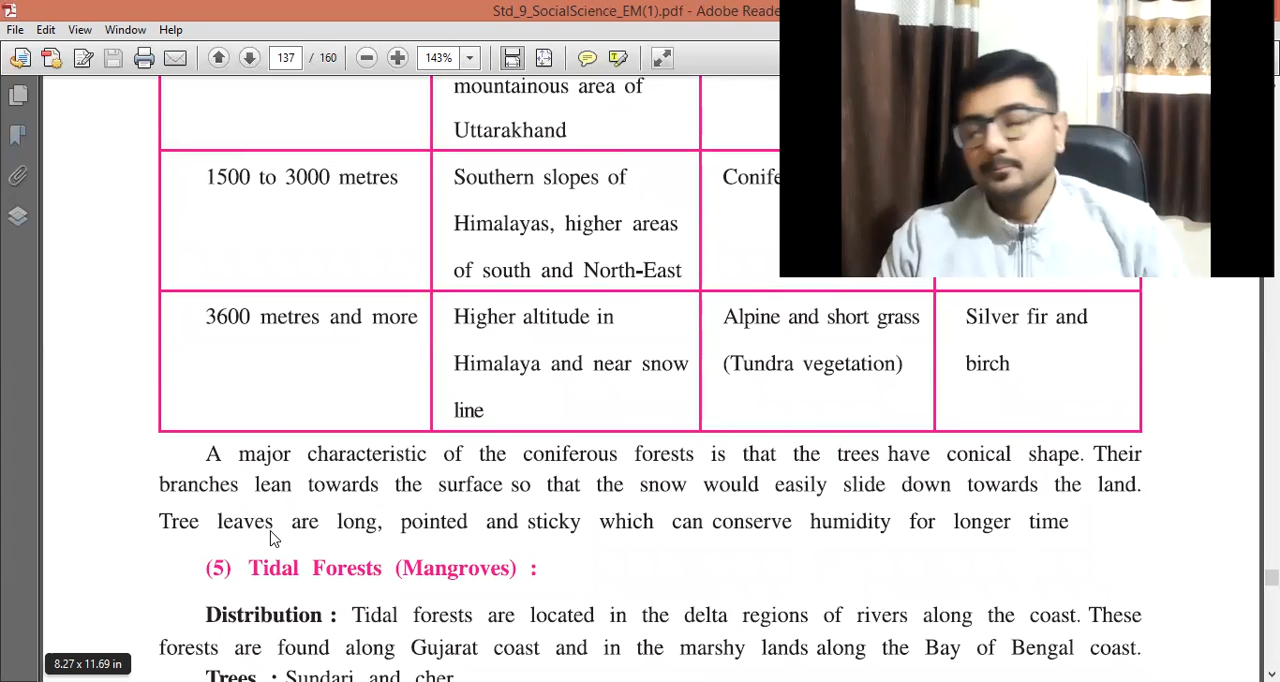 Std_9_SocialScience_EM(1).pdf - Adobe Reade
File Edit View Window Help
137 / 160 143%
mountainous area of
Uttarakhand
1500 to 3000 metres Southern slopes of Conife
Himalayas, higher areas
of south and North-East
3600 metres and more Higher altitude in Alpine and short grass Silver fir and
Himalaya and near snow (Tundra vegetation) birch
line
A major characteristic of the coniferous forests is that the trees have conical shape. Their
branches lean towards the surface so that the snow would easily slide down towards the land.
Tree leaves are long, pointed and sticky which can conserve humidity for longer time
(5) Tidal Forests (Mangroves) :
Distribution : Tidal forests are located in the delta regions of rivers along the coast. These
forests are found along Gujarat coast and in the marshy lands along the Bay of Bengal coast.
8.27 x 11.69 in
Trees : Sundari and cher